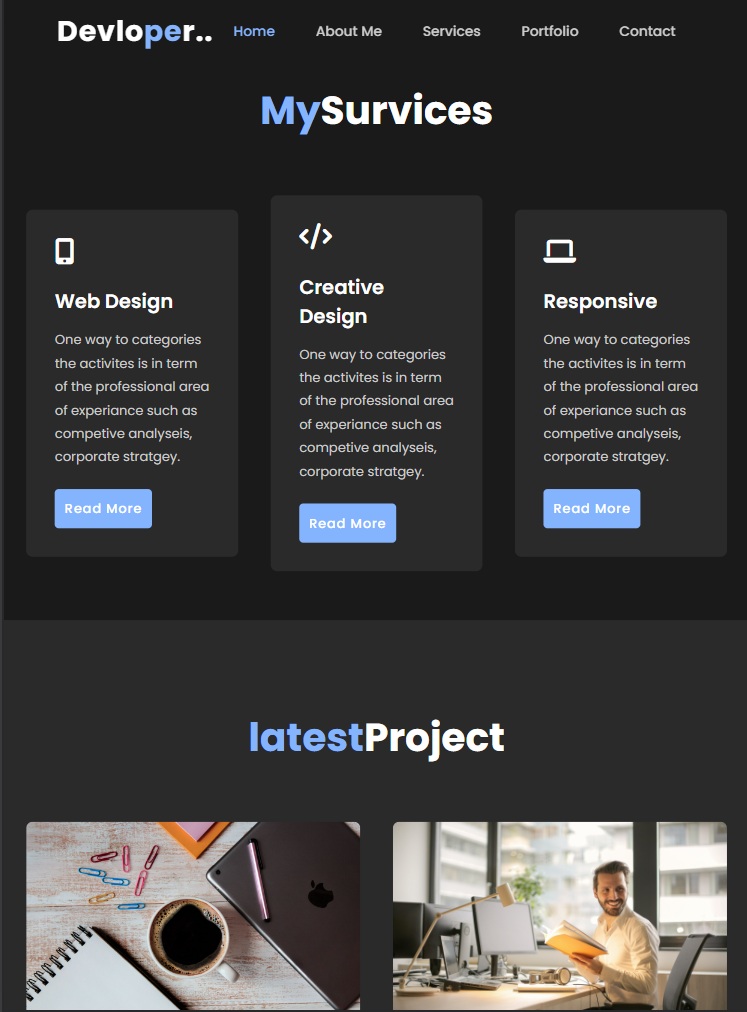 Devloper.. Home About Me Services Portfolio Contact
MySurvices
Web Design
One way to categories
the activites is in term
of the professional area
of experiance such as
competive analyseis,
corporate stratgey.
Read More
Creative
Design
One way to categories
the activites is in term
of the professional area
of experiance such as
competive analyseis,
corporate stratgey.
Read More
Responsive
One way to categories
the activites is in term
of the professional area
of experiance such as
competive analyseis,
corporate stratgey.
Read More
latestProject